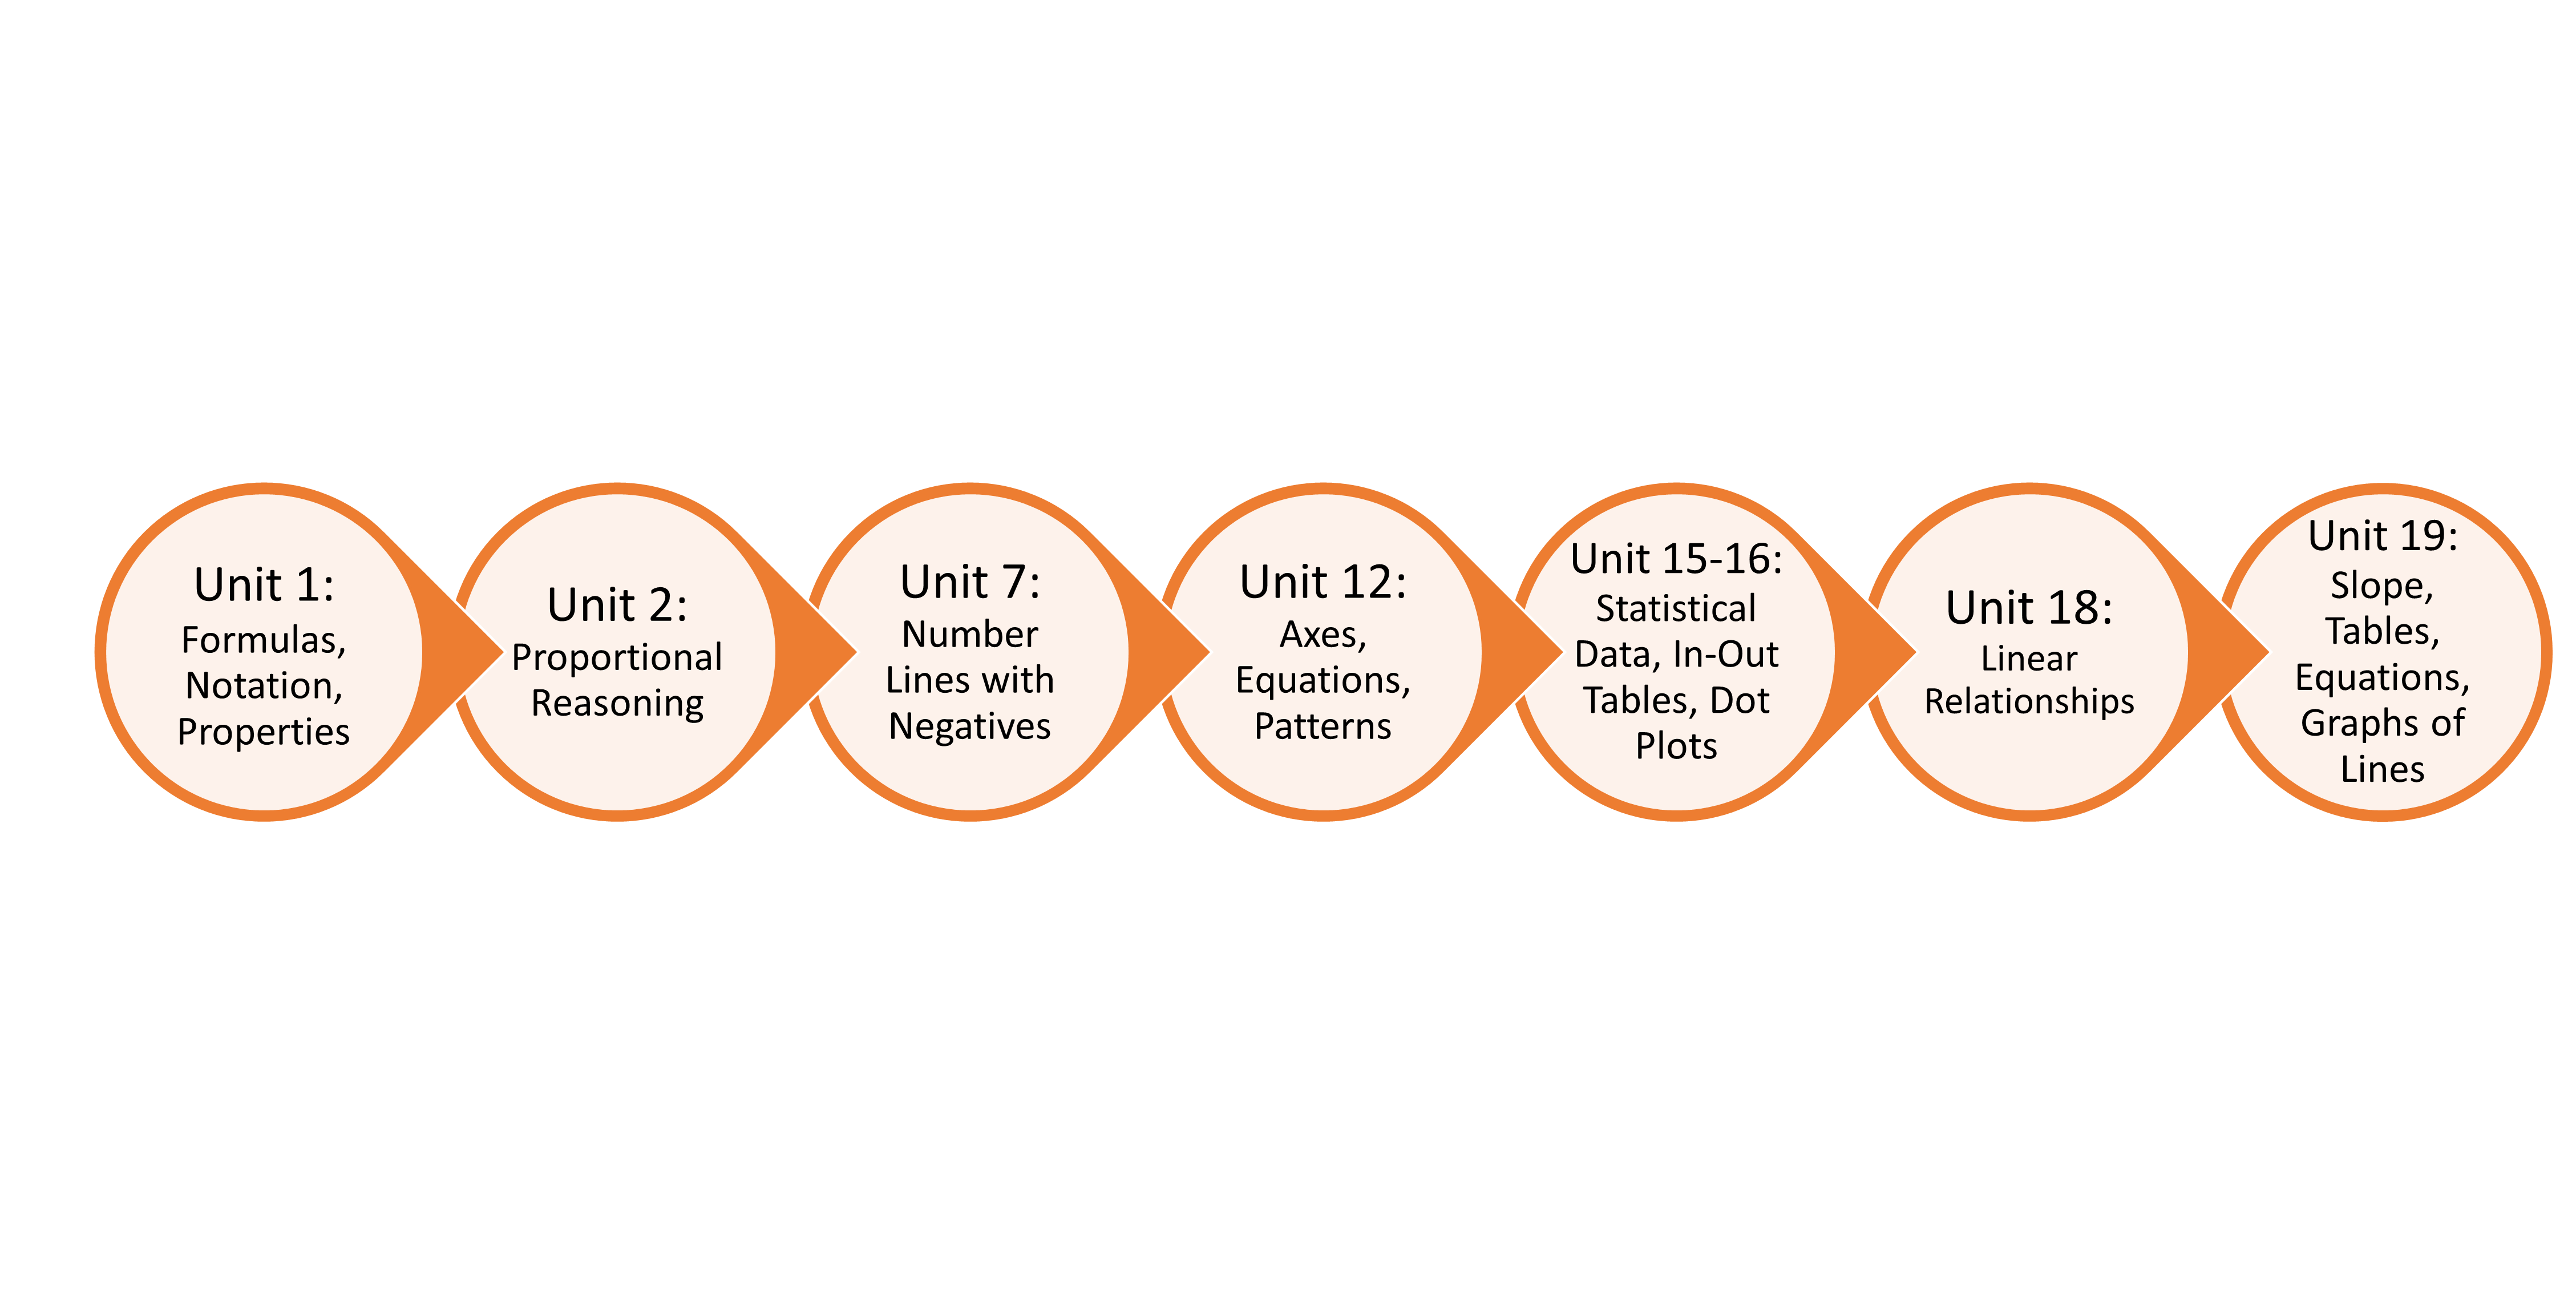 Unit 1:
Formulas,
Notation,
Properties
Unit 2:
Proportional
Reasoning
Unit 7:
Number
Lines with
Negatives
Unit 12:
Axes,
Equations,
Patterns
Unit 15-16:
Statistical
Data, In-Out
Tables, Dot
Plots
Unit 18:
Linear
Relationships
Unit 19:
Slope,
Tables,
Equations,
Graphs of
Lines